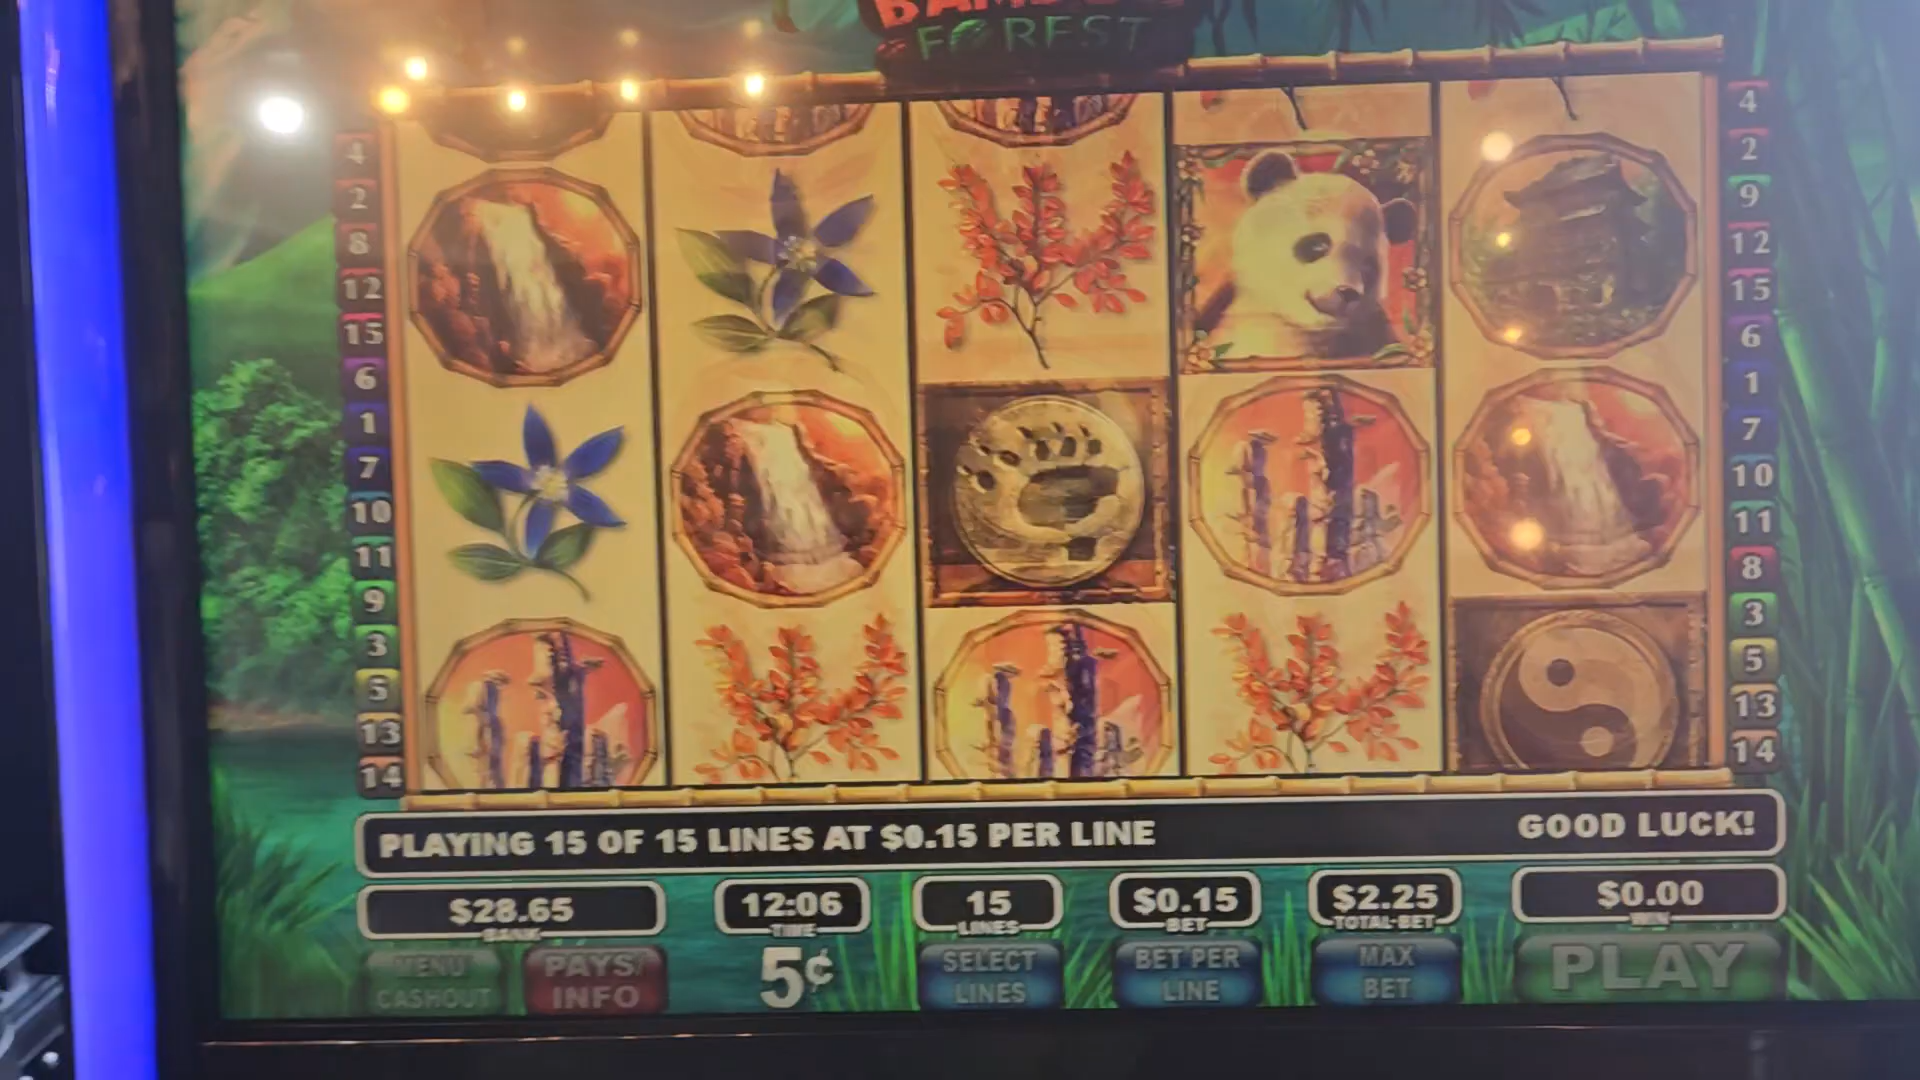 BAMBOO
FOREST
4
2
8
12
15
6
1
7
10
11
9
3
5
13
14
4
2
9
12
15
6
1
7
10
11
8
3
5
13
14
PLAYING 15 OF 15 LINES AT $0.15 PER LINE
GOOD LUCK!
$28.65
BANK
12:06
TIME
15
LINES
$0.15
BET
$2.25
TOTAL BET
$0.00
WIN
MENU/
CASHOUT
PAYS/
INFO
5¢
SELECT
LINES
BET PER
LINE
MAX
BET
PLAY